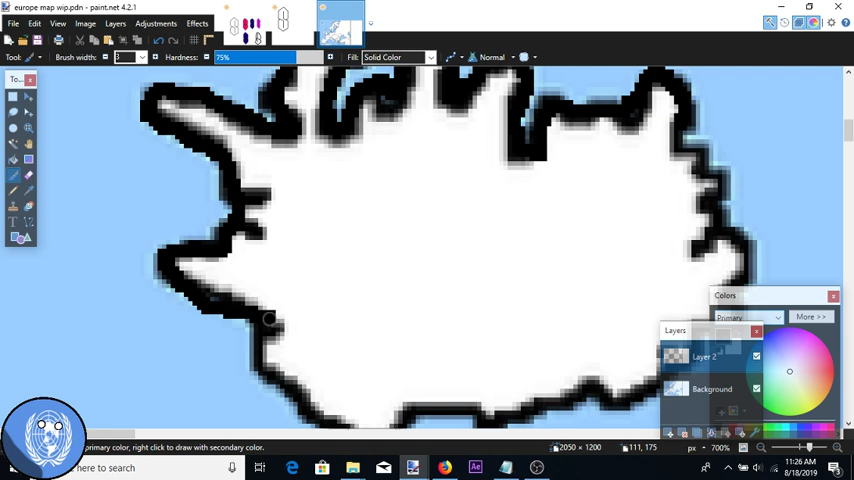 europe map wip.pdn - paint.net 4.2.1
File Edit View Image Layers Adjustments Effects
Tool: Brush width: 3 Hardness: 75% Fill: Solid Color Normal
To...
Colors
Primary More >>
Layers
Layer 2
Background
primary color, right click to draw with secondary color. 2050 × 1200 111, 175 px 700%
here to search
11:26 AM
8/18/2019